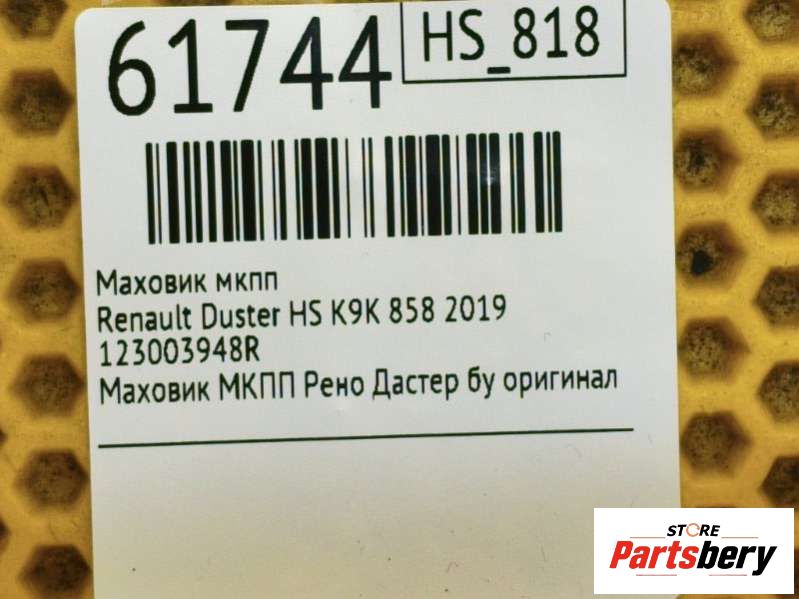 61744
HS_818
Маховик мкпп
Renault Duster HS K9K 858 2019
123003948R
Маховик МКПП Рено Дастер бу оригинал
STORE
Partsbery